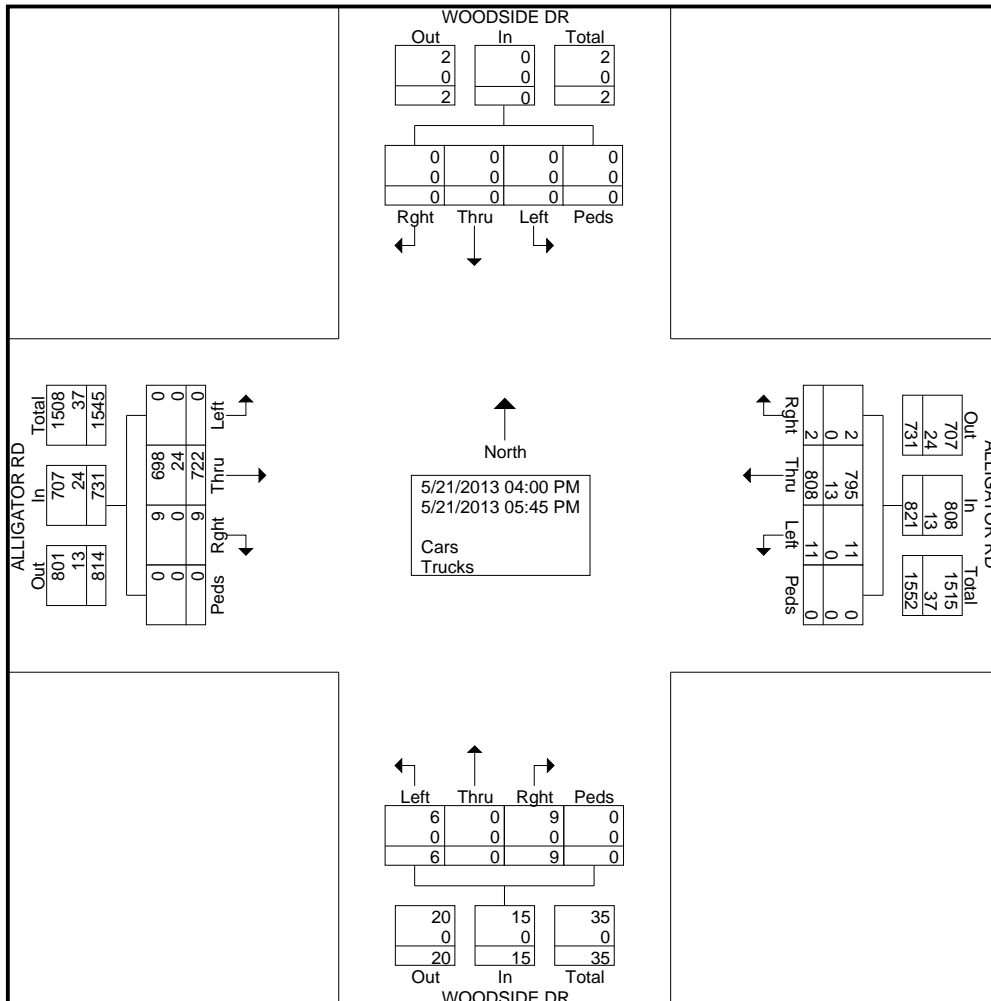 WOODSIDE DR
Out In Total
2 0 2
0 0 0
2 0 2
0 0 0 0
0 0 0 0
0 0 0 0
Rght Thru Left Peds
ALLIGATOR RD
Total In Out
1508 707 801
37 24 13
1545 731 814
0 698 9 0
0 24 0 0
0 722 9 0
Left Thru Rght Peds
North
5/21/2013 04:00 PM
5/21/2013 05:45 PM
Cars
Trucks
Rght Thru Left Peds
2 795 11 0
0 13 0 0
2 808 11 0
ALLIGATOR RD
Out In Total
707 808 1515
24 13 37
731 821 1552
Left Thru Rght Peds
6 0 9 0
0 0 0 0
6 0 9 0
20 15 35
0 0 0
20 15 35
Out In Total
WOODSIDE DR